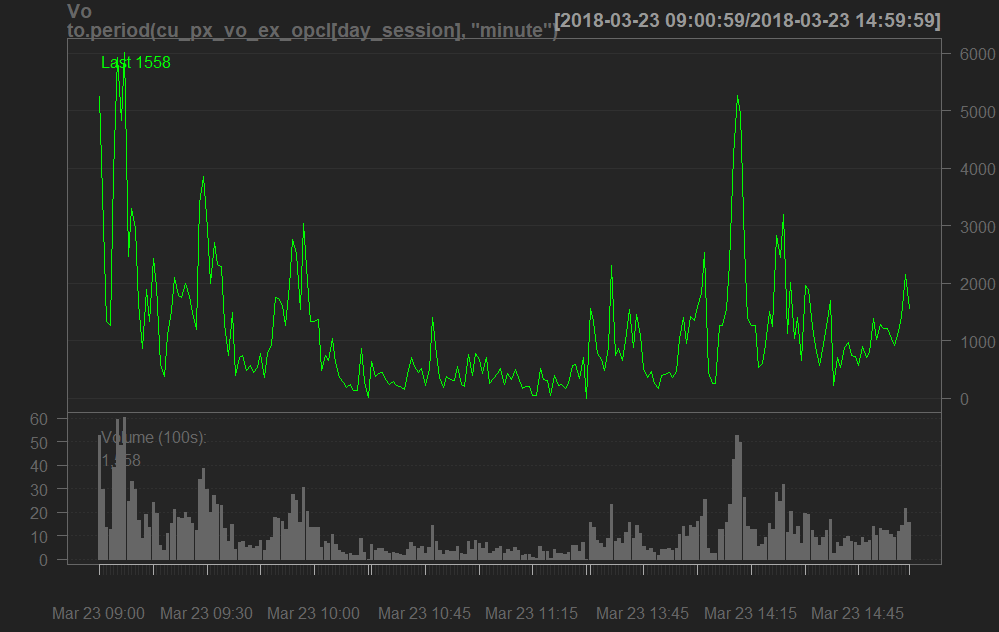 Vo
to.period(cu_px_vo_ex_opcl[day_session], "minute")
[2018-03-23 09:00:59/2018-03-23 14:59:59]
Last 1558
6000
5000
4000
3000
2000
1000
0
Volume (100s):
1,558
60
50
40
30
20
10
0
Mar 23 09:00 Mar 23 09:30 Mar 23 10:00 Mar 23 10:45 Mar 23 11:15 Mar 23 13:45 Mar 23 14:15 Mar 23 14:45